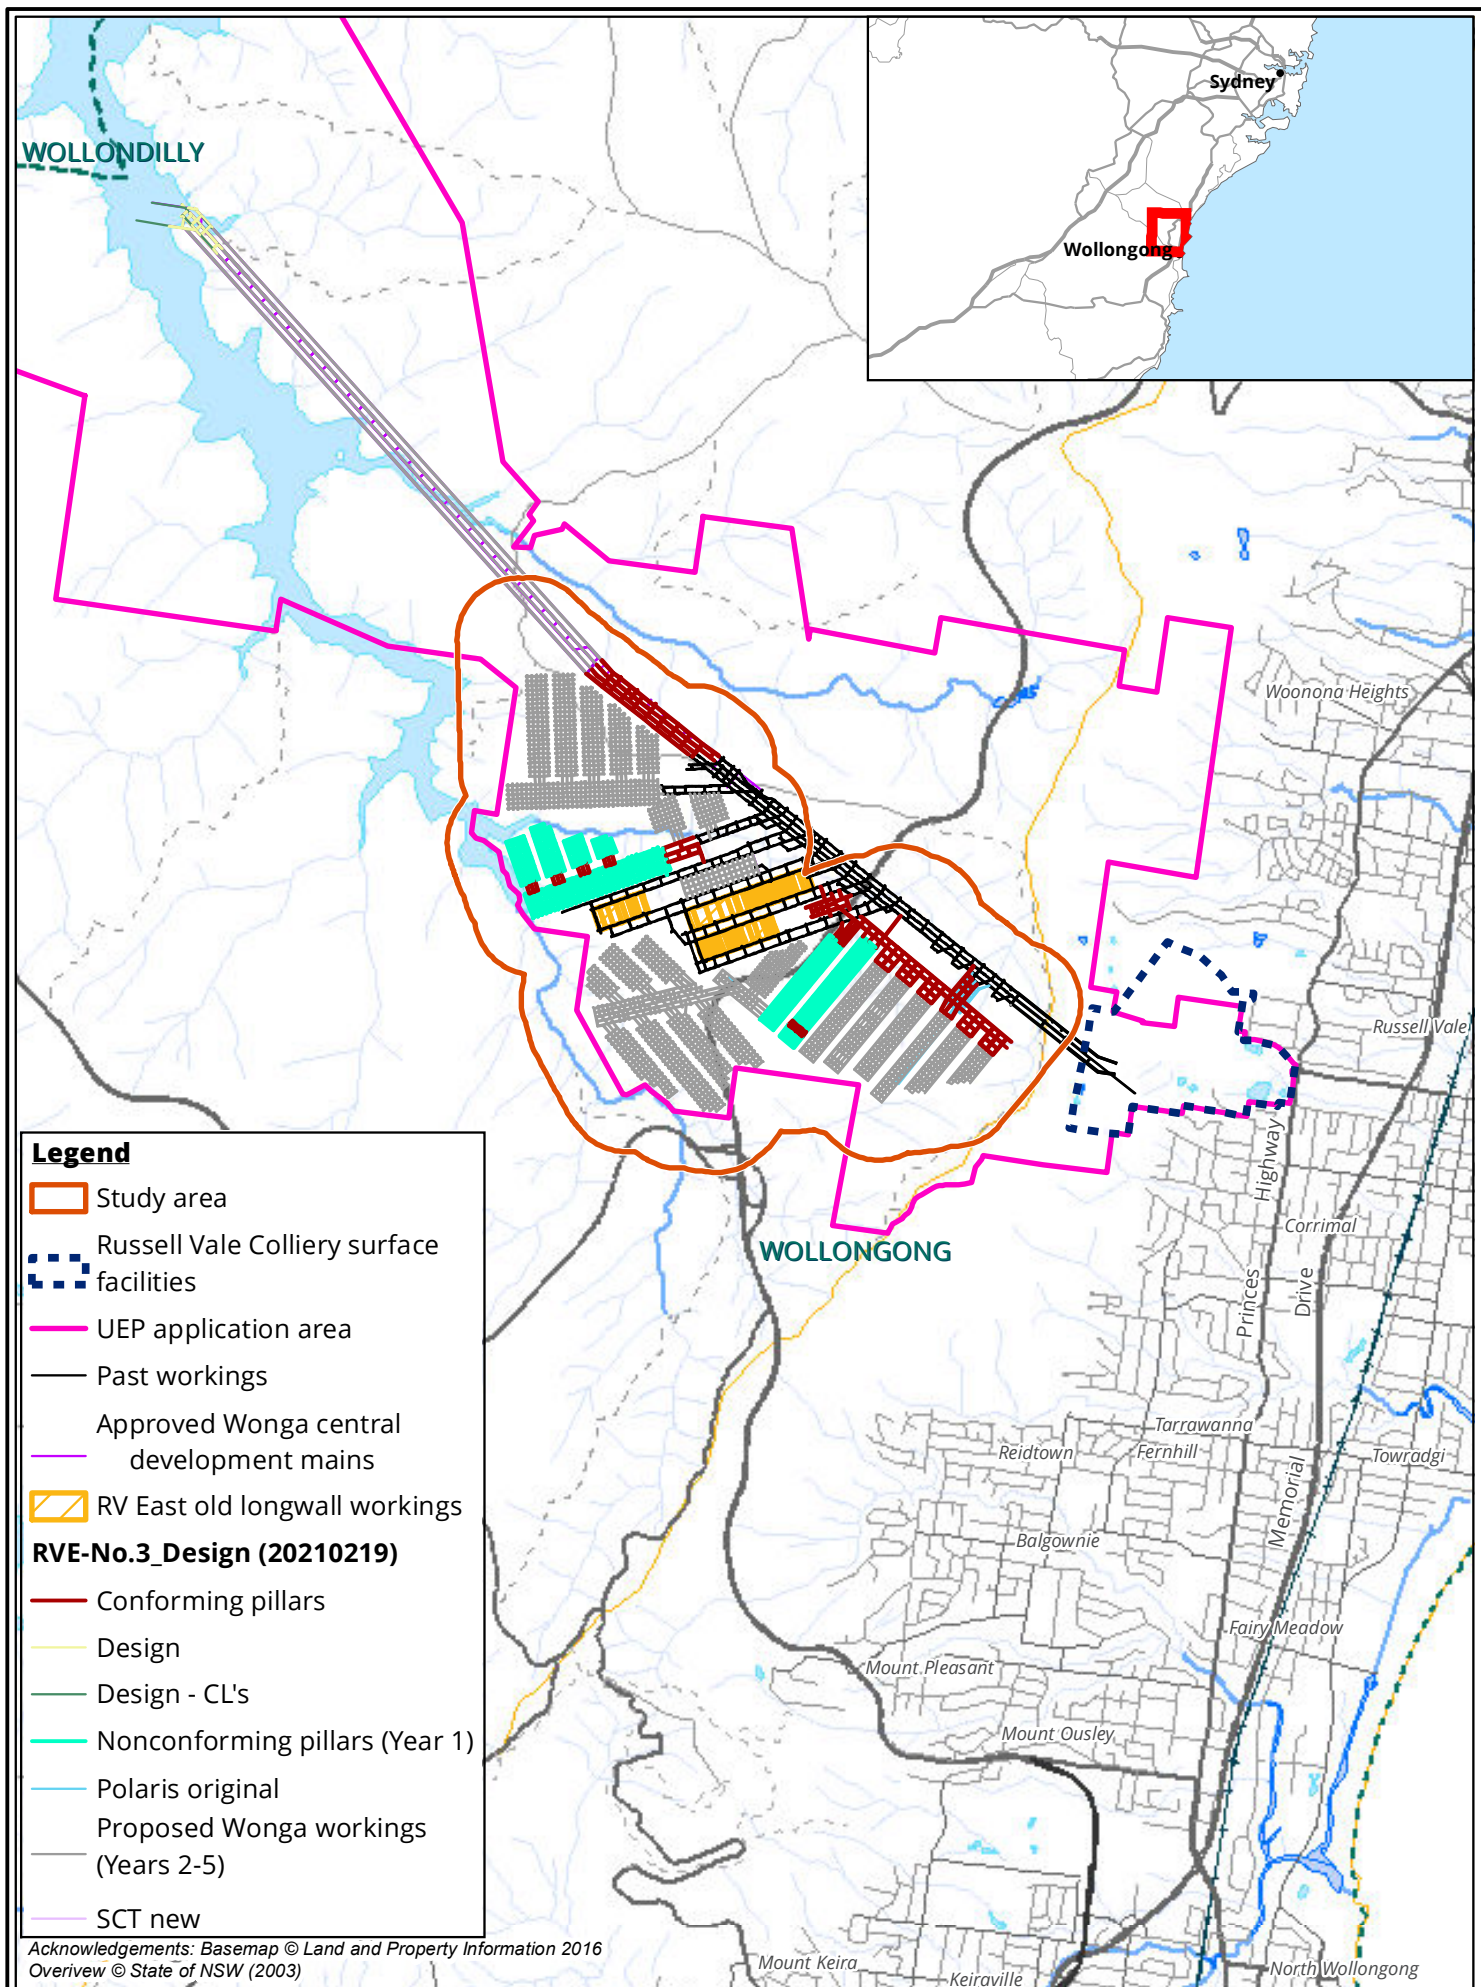 Sydney
Wollongong
WOLLONDILLY
Woonona Heights
Russell Vale
Highway
Corrimal
WOLLONGONG
Princes
Drive
Tarrawanna
Reidtown
Fernhill
Towradgi
Memorial
Balgownie
Fairy Meadow
Mount Pleasant
Mount Ousley
Mount Keira
Keiraville
North Wollongong
Legend
Study area
Russell Vale Colliery surface
facilities
UEP application area
Past workings
Approved Wonga central
development mains
RV East old longwall workings
RVE-No.3_Design (20210219)
Conforming pillars
Design
Design - CL's
Nonconforming pillars (Year 1)
Polaris original
Proposed Wonga workings
(Years 2-5)
SCT new
Acknowledgements: Basemap © Land and Property Information 2016
Overivew © State of NSW (2003)